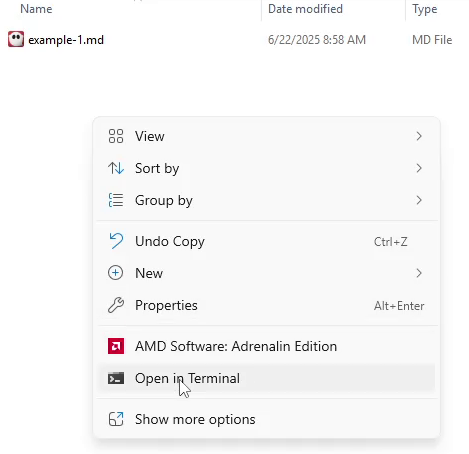 Name Date modified Type
example-1.md 6/22/2025 8:58 AM MD File
View
Sort by
Group by
Undo Copy Ctrl+Z
New
Properties Alt+Enter
AMD Software: Adrenalin Edition
Open in Terminal
Show more options